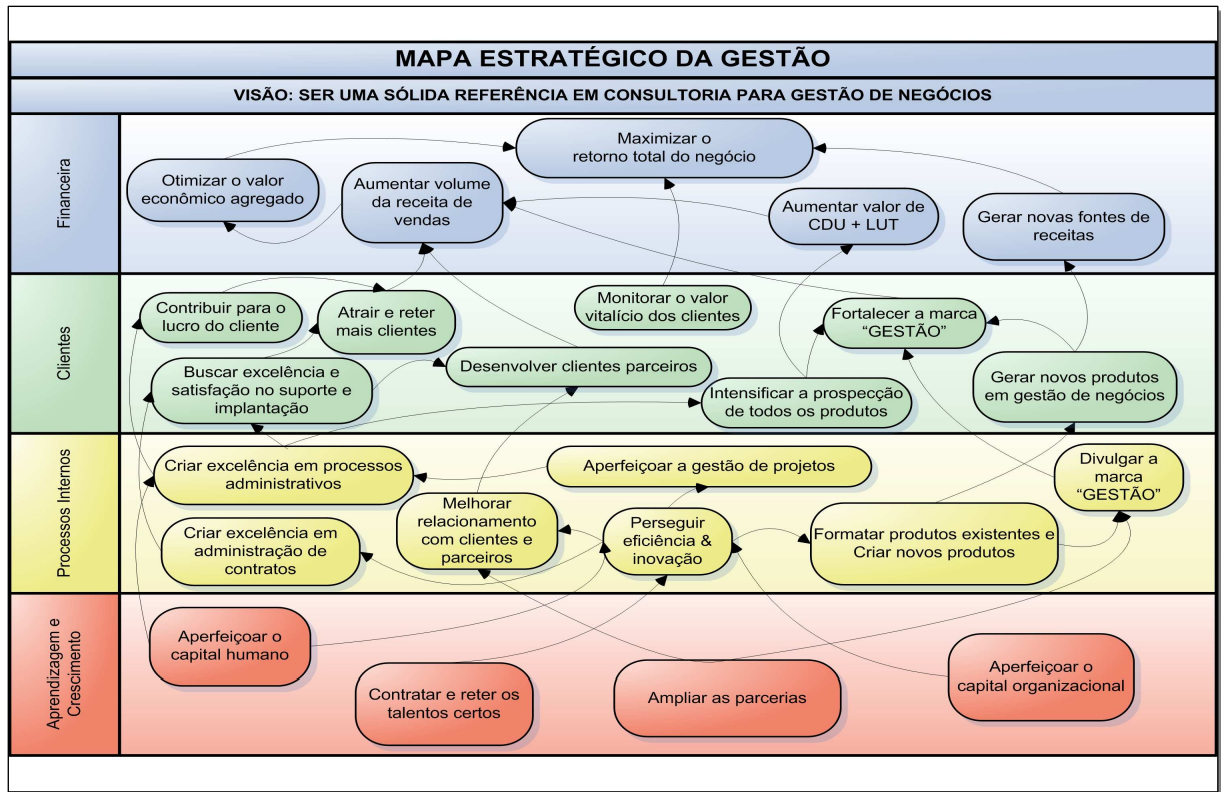 MAPA ESTRATÉGICO DA GESTÃO
VISÃO: SER UMA SÓLIDA REFERÊNCIA EM CONSULTORIA PARA GESTÃO DE NEGÓCIOS
Financeira
Maximizar o
retorno total do negócio
Otimizar o valor
econômico agregado
Aumentar volume
da receita de
vendas
Aumentar valor de
CDU + LUT
Gerar novas fontes de
receitas
Clientes
Contribuir para o
lucro do cliente
Atrair e reter
mais clientes
Monitorar o valor
vitalício dos clientes
Fortalecer a marca
“GESTÃO”
Buscar excelência e
satisfação no suporte e
implantação
Desenvolver clientes parceiros
Intensificar a prospecção
de todos os produtos
Gerar novos produtos
em gestão de negócios
Processos Internos
Criar excelência em processos
administrativos
Aperfeiçoar a gestão de projetos
Divulgar a
marca
“GESTÃO”
Criar excelência em
administração de
contratos
Melhorar
relacionamento
com clientes e
parceiros
Perseguir
eficiência &
inovação
Formatar produtos existentes e
Criar novos produtos
Aprendizagem e
Crescimento
Aperfeiçoar o
capital humano
Contratar e reter os
talentos certos
Ampliar as parcerias
Aperfeiçoar o
capital organizacional